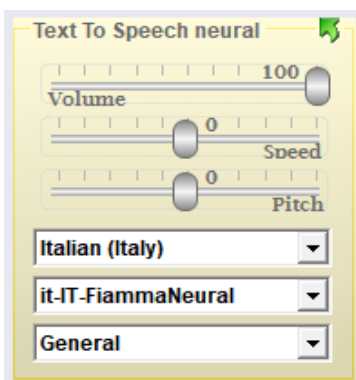 Text To Speech neural
100
Volume
0
Speed
0
Pitch
Italian (Italy)
it-IT-FiammaNeural
General